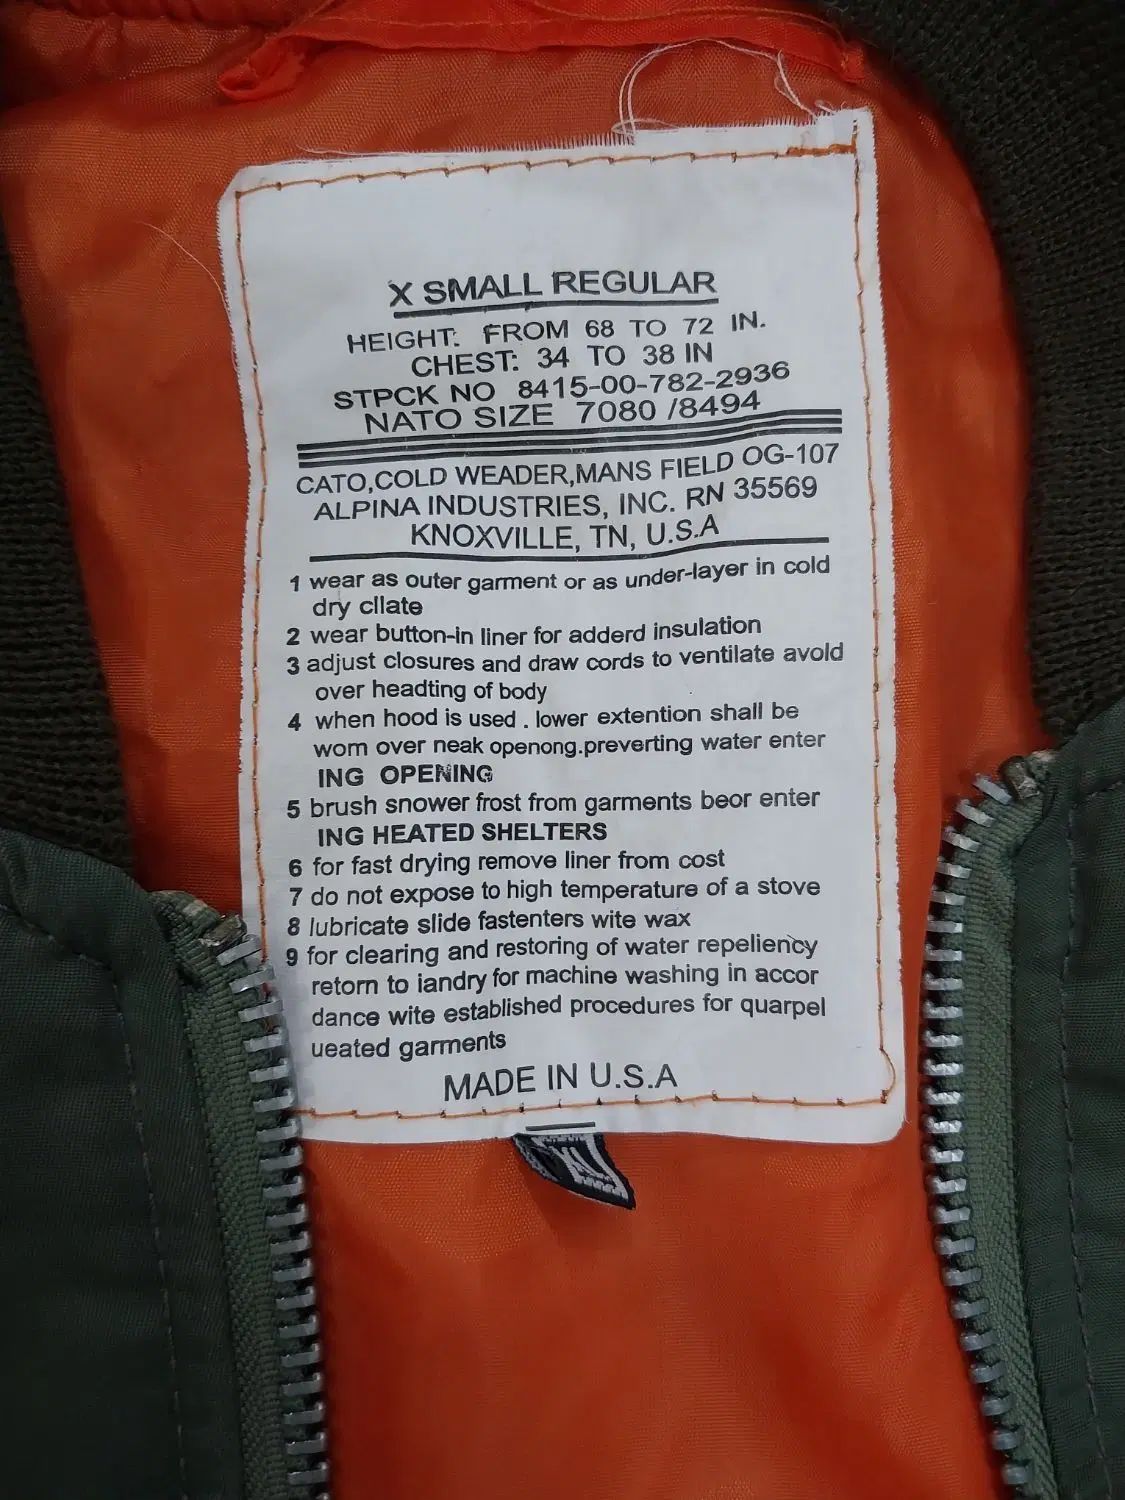 X SMALL REGULAR
HEIGHT: FROM 68 TO 72 IN.
CHEST: 34 TO 38 IN
STPCK NO 8415-00-782-2936
NATO SIZE 7080 /8494
CATO,COLD WEADER,MANS FIELD OG-107
ALPINA INDUSTRIES, INC. RN 35569
KNOXVILLE, TN, U.S.A
1 wear as outer garment or as under-layer in cold
dry cllate
2 wear button-in liner for adderd insulation
3 adjust closures and draw cords to ventilate avold
over headting of body
4 when hood is used . lower extention shall be
wom over neak openong.preverting water enter
ING OPENING
5 brush snower frost from garments beor enter
ING HEATED SHELTERS
6 for fast drying remove liner from cost
7 do not expose to high temperature of a stove
8 lubricate slide fastenters wite wax
9 for clearing and restoring of water repeliency
retorn to iandry for machine washing in accor
dance wite established procedures for quarpel
ueated garments
MADE IN U.S.A